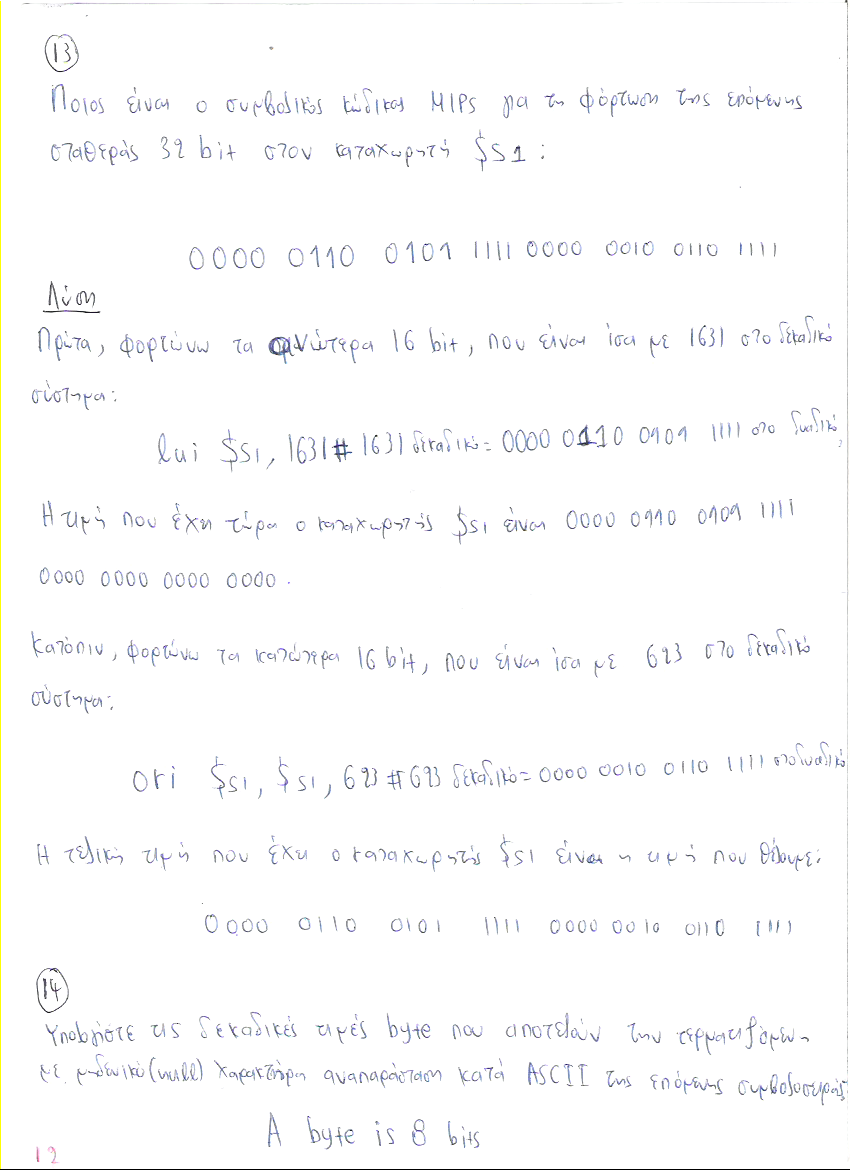 13
Ποιος είναι ο συμβολικός κώδικας MIPS για τη φόρτωση της επόμενης
σταθεράς 32 bit στον καταχωρητή $s1:
0000 0110 0101 1111 0000 0010 0110 1111
Λύση
Πρώτα, φορτώνω τα ανώτερα 16 bit, που είναι ίσα με 1631 στο δεκαδικό
σύστημα:
lui $s1, 1631 # 1631 δεκαδικό = 0000 0110 0101 1111 στο δυαδικό,
Η τιμή που έχει τώρα ο καταχωρητής $s1 είναι 0000 0110 0101 1111
0000 0000 0000 0000.
Κατόπιν, φορτώνω τα κατώτερα 16 bit, που είναι ίσα με 623 στο δεκαδικό
σύστημα:
ori $s1, $s1, 623 # 623 δεκαδικό = 0000 0010 0110 1111 στο δυαδικό
Η τελική τιμή που έχει ο καταχωρητής $s1 είναι η τιμή που θέλουμε:
0000 0110 0101 1111 0000 0010 0110 1111
14
Υπολογίστε τις δεκαδικές τιμές byte που αποτελούν την τερματιζόμενη
με μηδενικό (null) χαρακτήρα αναπαράσταση κατά ASCII της επόμενης συμβολοσειράς:
A byte is 8 bits
12